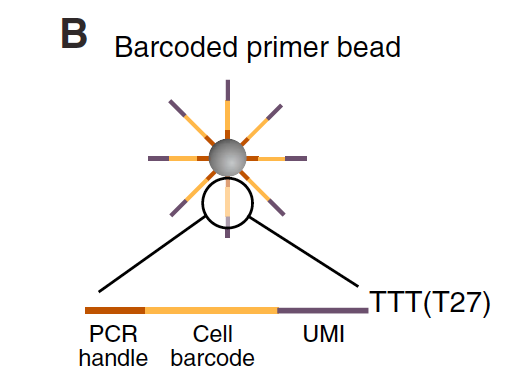 B
Barcoded primer bead
TTT(T27)
PCR handle
Cell barcode
UMI